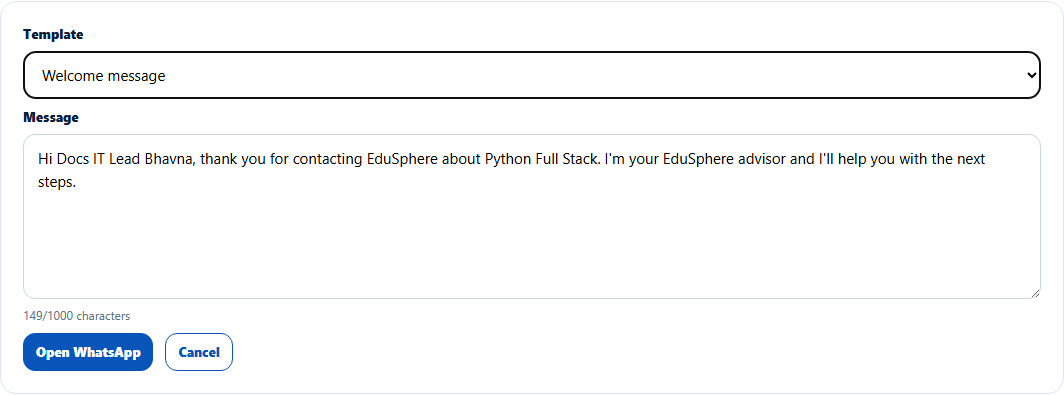 Template
Welcome message
Message
Hi Docs IT Lead Bhavna, thank you for contacting EduSphere about Python Full Stack. I'm your EduSphere advisor and I'll help you with the next
steps.
149/1000 characters
Open WhatsApp
Cancel